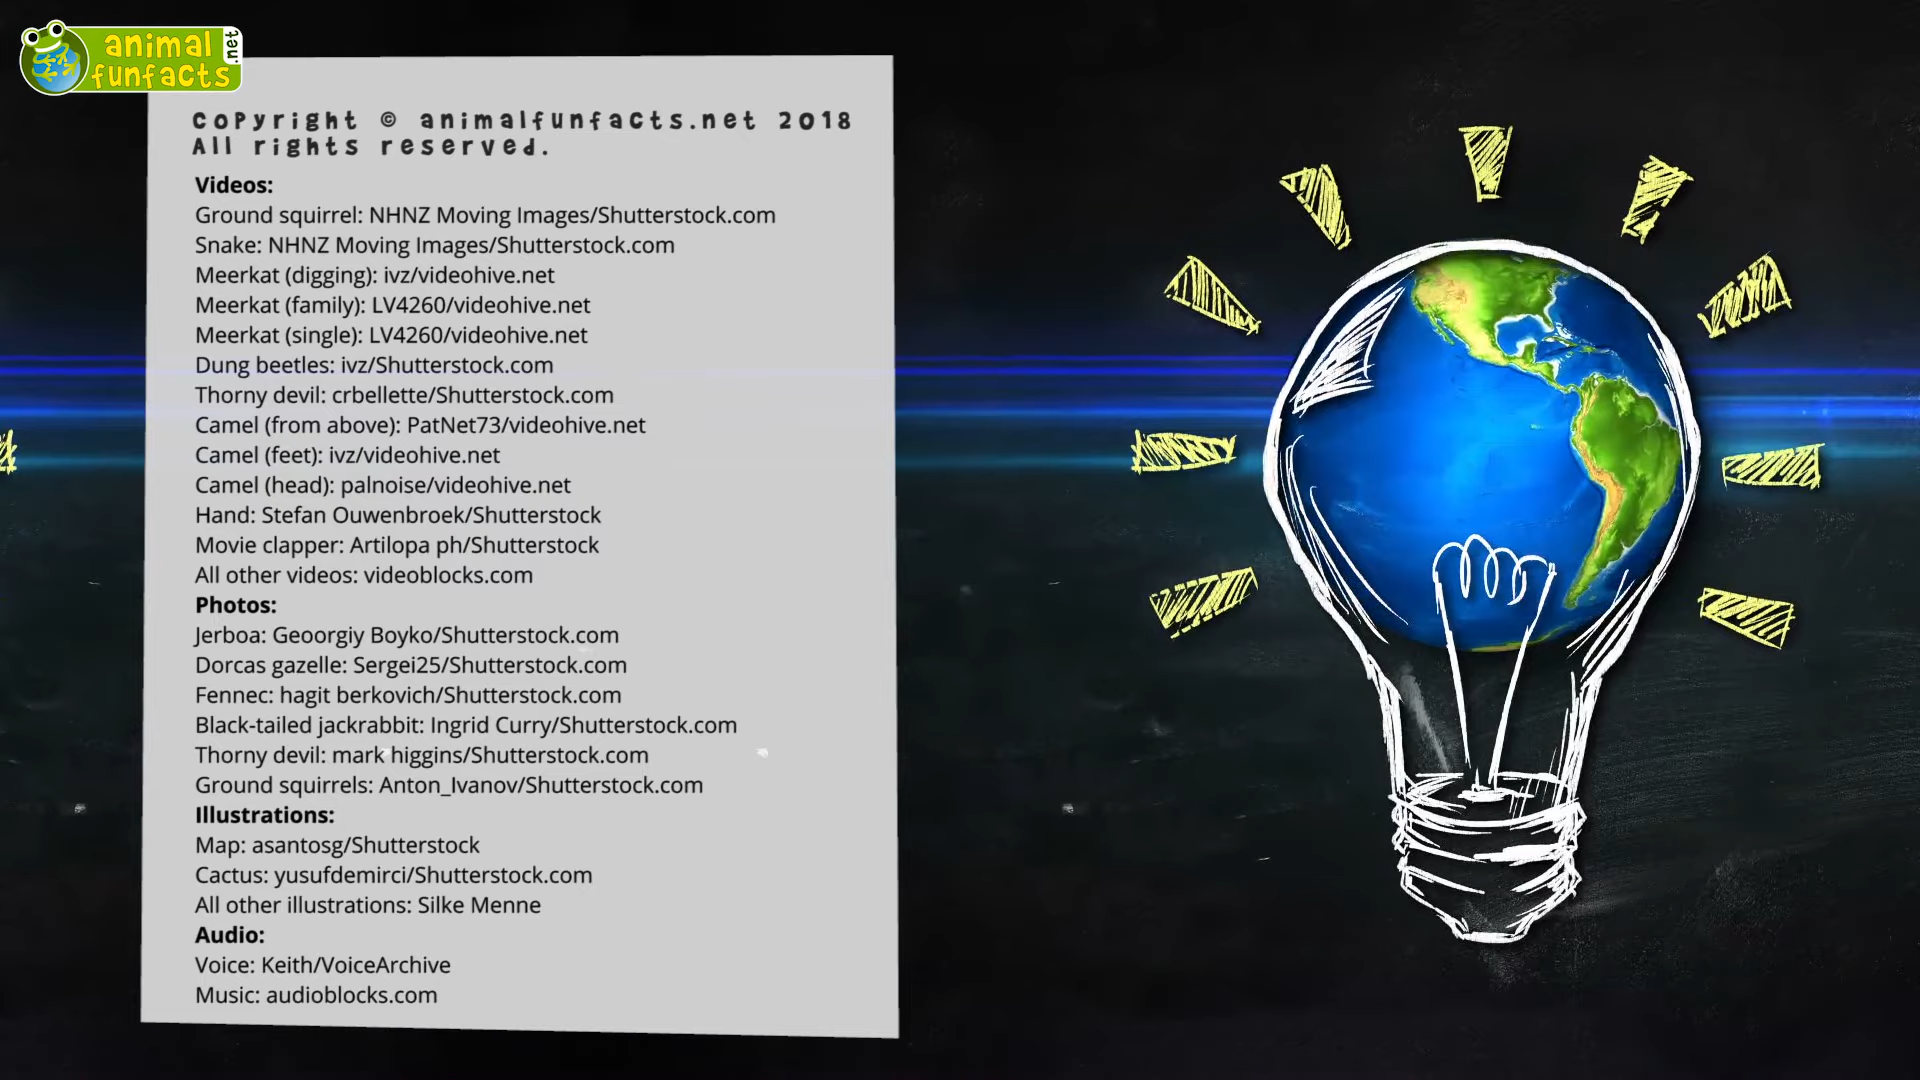 animal
funfacts
.net
Copyright © animalfunfacts.net 2018
All rights reserved.
Videos:
Ground squirrel: NHNZ Moving Images/Shutterstock.com
Snake: NHNZ Moving Images/Shutterstock.com
Meerkat (digging): ivz/videohive.net
Meerkat (family): LV4260/videohive.net
Meerkat (single): LV4260/videohive.net
Dung beetles: ivz/Shutterstock.com
Thorny devil: crbellette/Shutterstock.com
Camel (from above): PatNet73/videohive.net
Camel (feet): ivz/videohive.net
Camel (head): palnoise/videohive.net
Hand: Stefan Ouwenbroek/Shutterstock
Movie clapper: Artilopa ph/Shutterstock
All other videos: videoblocks.com
Photos:
Jerboa: Geoorgiy Boyko/Shutterstock.com
Dorcas gazelle: Sergei25/Shutterstock.com
Fennec: hagit berkovich/Shutterstock.com
Black-tailed jackrabbit: Ingrid Curry/Shutterstock.com
Thorny devil: mark higgins/Shutterstock.com
Ground squirrels: Anton_Ivanov/Shutterstock.com
Illustrations:
Map: asantosg/Shutterstock
Cactus: yusufdemirci/Shutterstock.com
All other illustrations: Silke Menne
Audio:
Voice: Keith/VoiceArchive
Music: audioblocks.com